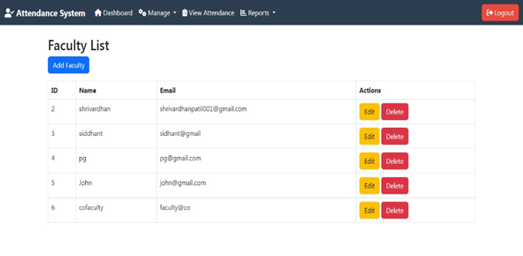 Attendance System Dashboard Manage View Attendance Reports Logout
Faculty List
Add Faculty
ID Name Email Actions
2 shrivardhan shrivardhanpatil001@gmail.com Edit Delete
3 siddhant sidhant@gmail Edit Delete
4 pg pg@gmail.com Edit Delete
5 John john@gmail.com Edit Delete
6 cofaculty faculty@co Edit Delete